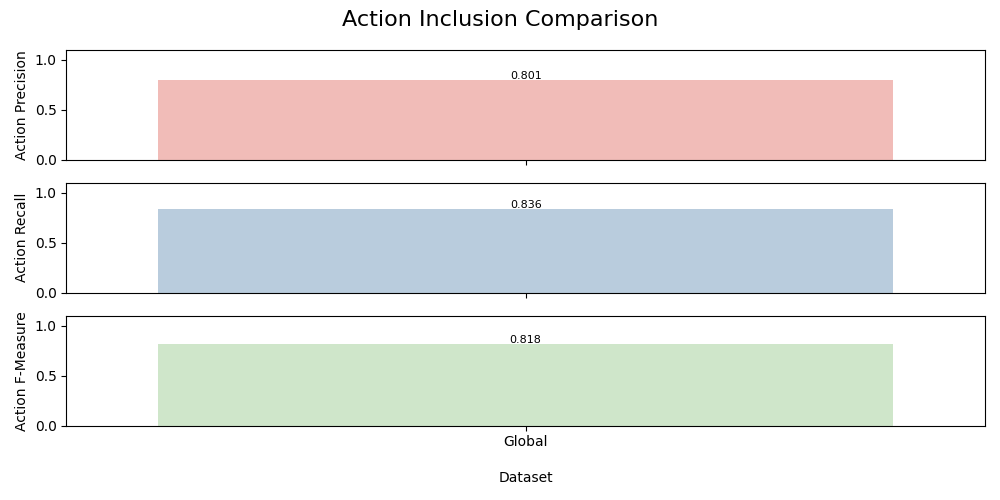 Action Inclusion Comparison
Action Precision
1.0
0.5
0.0
0.801
Action Recall
1.0
0.5
0.0
0.836
Action F-Measure
1.0
0.5
0.0
0.818
Global
Dataset